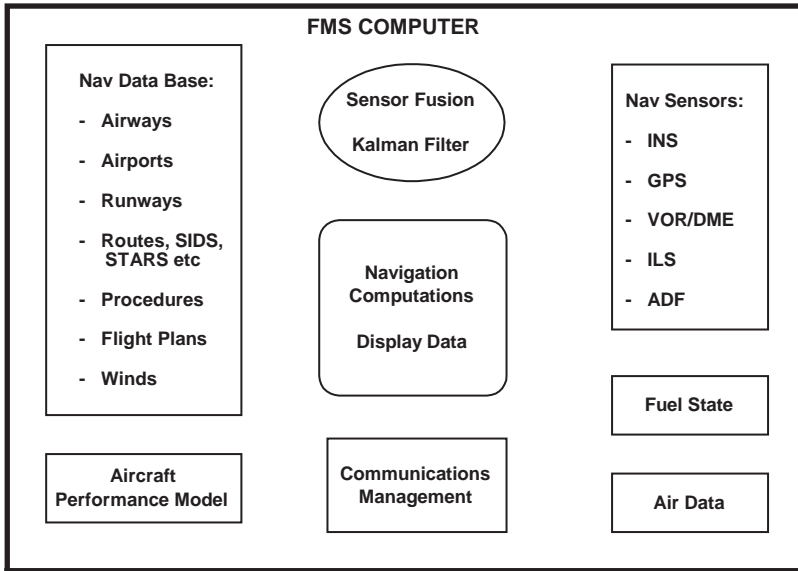 FMS COMPUTER
Nav Data Base:
- Airways
- Airports
- Runways
- Routes, SIDS,
STARS etc
- Procedures
- Flight Plans
- Winds
Aircraft
Performance Model
Sensor Fusion
Kalman Filter
Navigation
Computations
Display Data
Communications
Management
Nav Sensors:
- INS
- GPS
- VOR/DME
- ILS
- ADF
Fuel State
Air Data